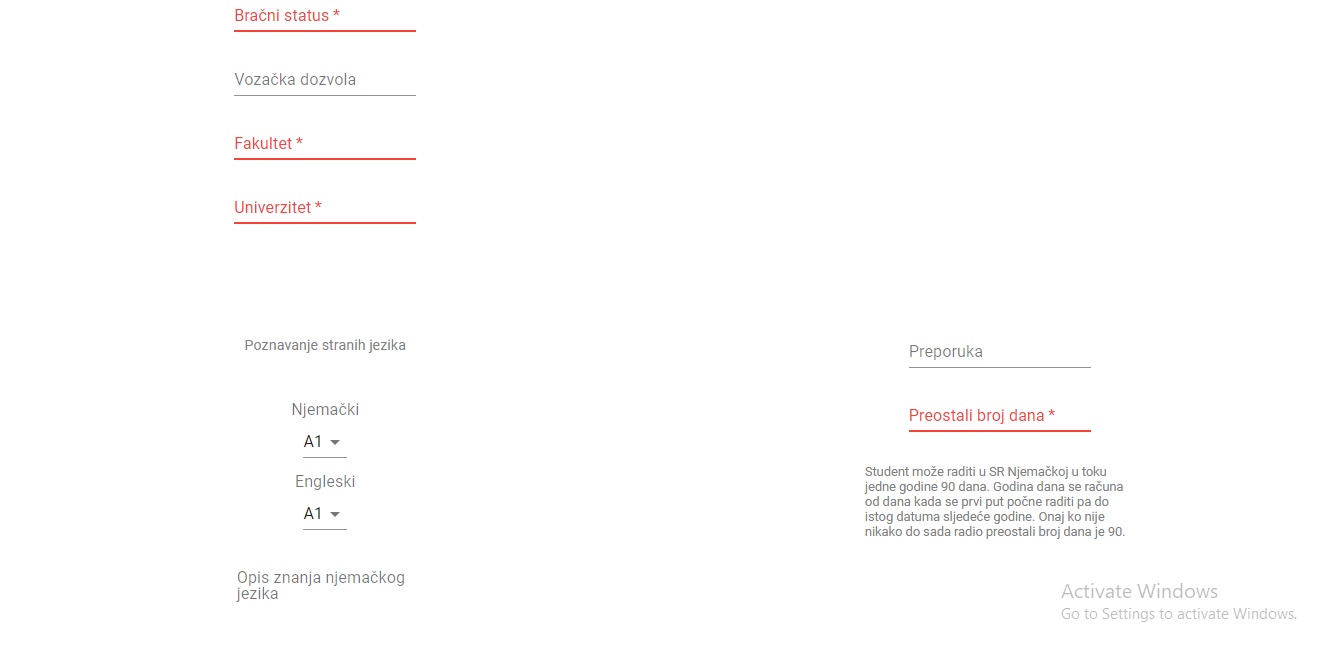 Bračni status *
Vozačka dozvola
Fakultet *
Univerzitet *
Poznavanje stranih jezika
Njemački
A1
Engleski
A1
Opis znanja njemačkog
jezika
Preporuka
Preostali broj dana *
Student može raditi u SR Njemačkoj u toku
jedne godine 90 dana. Godina dana se računa
od dana kada se prvi put počne raditi pa do
istog datuma sljedeće godine. Onaj ko nije
nikako do sada radio preostali broj dana je 90.
Activate Windows
Go to Settings to activate Windows.